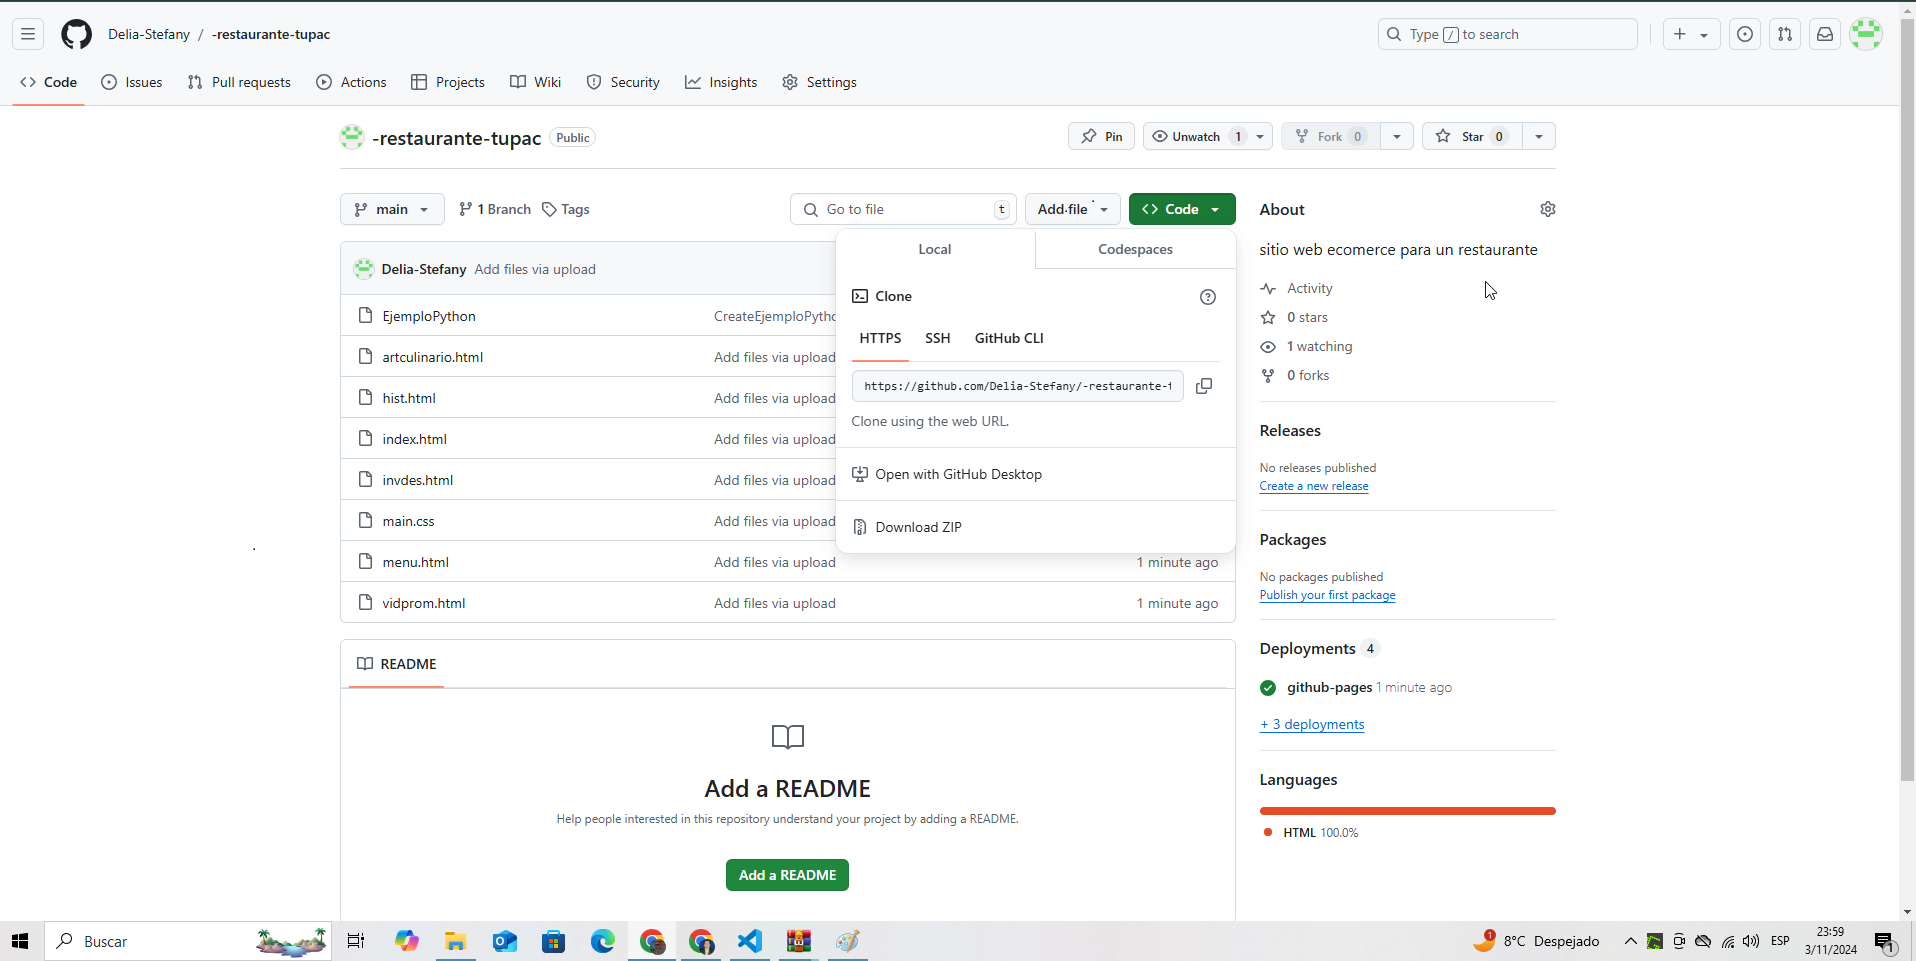 Delia-Stefany / -restaurante-tupac
Type / to search
Code Issues Pull requests Actions Projects Wiki Security Insights Settings
-restaurante-tupac Public
Pin Unwatch 1 Fork 0 Star 0
main 1 Branch Tags
Go to file t Add file Code
Local Codespaces
Clone
HTTPS SSH GitHub CLI
https://github.com/Delia-Stefany/-restaurante-t
Clone using the web URL.
Open with GitHub Desktop
Download ZIP
Delia-Stefany Add files via upload
EjemploPython CreateEjemploPytho
artculinario.html Add files via upload
hist.html Add files via upload
index.html Add files via upload
invdes.html Add files via upload
main.css Add files via upload
menu.html Add files via upload 1 minute ago
vidprom.html Add files via upload 1 minute ago
README
Add a README
Help people interested in this repository understand your project by adding a README.
Add a README
About
sitio web ecomerce para un restaurante
Activity
0 stars
1 watching
0 forks
Releases
No releases published
Create a new release
Packages
No packages published
Publish your first package
Deployments 4
github-pages 1 minute ago
+ 3 deployments
Languages
HTML 100.0%
Buscar
1
8°C Despejado
ESP
23:59
3/11/2024
1